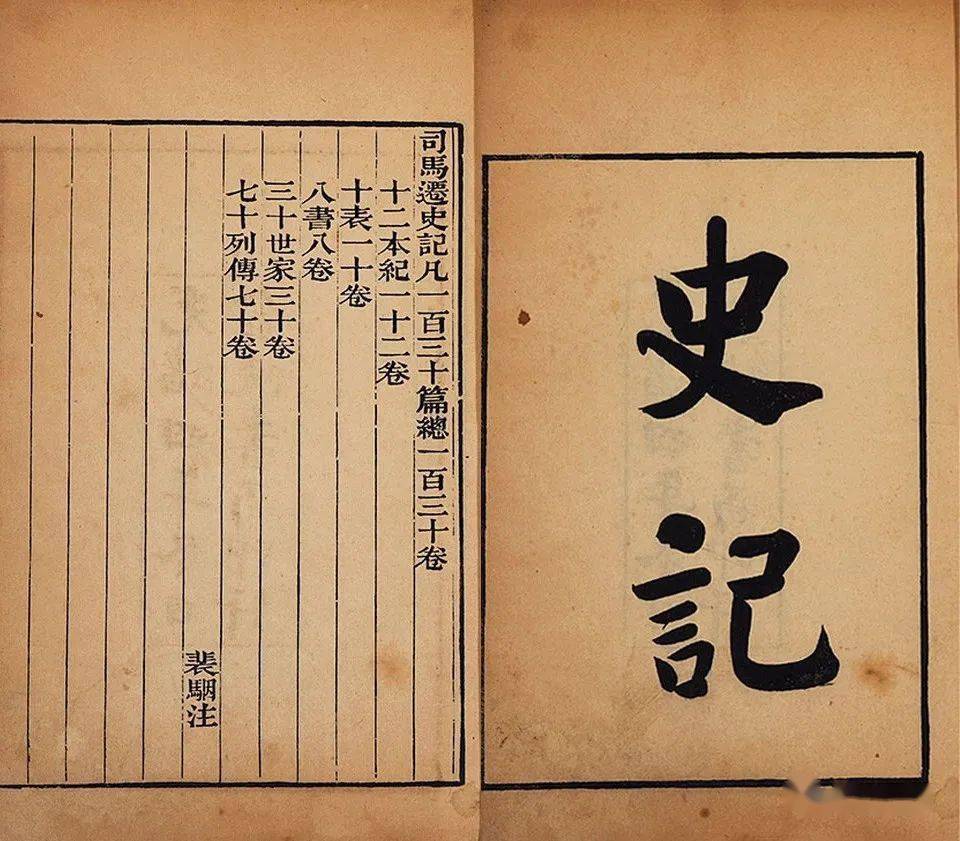 史記
司馬遷史記凡一百三十篇總一百三十卷
十二本紀一十二卷
十表一十卷
八書八卷
三十世家三十卷
七十列傳七十卷
裴駰注